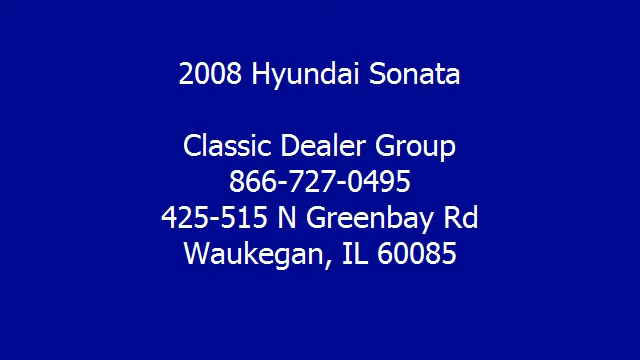 2008 Hyundai Sonata
Classic Dealer Group
866-727-0495
425-515 N Greenbay Rd
Waukegan, IL 60085